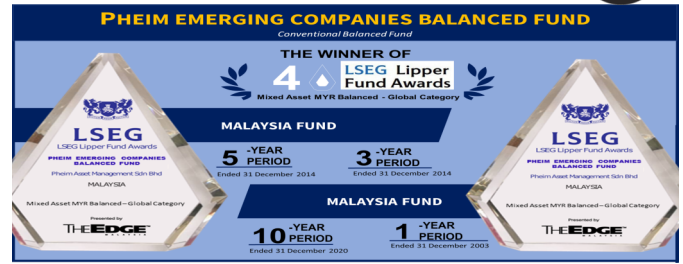 PHEIM EMERGING COMPANIES BALANCED FUND
Conventional Balanced Fund
THE WINNER OF
4
LSEG Lipper
Fund Awards
Mixed Asset MYR Balanced - Global Category
LSEG
LSEG Lipper Fund Awards
PHEIM EMERGING COMPANIES
BALANCED FUND
Pheim Asset Management Sdn Bhd
MALAYSIA
Mixed Asset MYR Balanced—Global Category
Presented by
THEEDGE
MALAYSIA
MALAYSIA FUND
5 -YEAR
PERIOD
Ended 31 December 2014
3 -YEAR
PERIOD
Ended 31 December 2014
MALAYSIA FUND
10 -YEAR
PERIOD
Ended 31 December 2020
1 -YEAR
PERIOD
Ended 31 December 2003
LSEG
LSEG Lipper Fund Awards
PHEIM EMERGING COMPANIES
BALANCED FUND
Pheim Asset Management Sdn Bhd
MALAYSIA
Mixed Asset MYR Balanced—Global Category
Presented by
THEEDGE
MALAYSIA